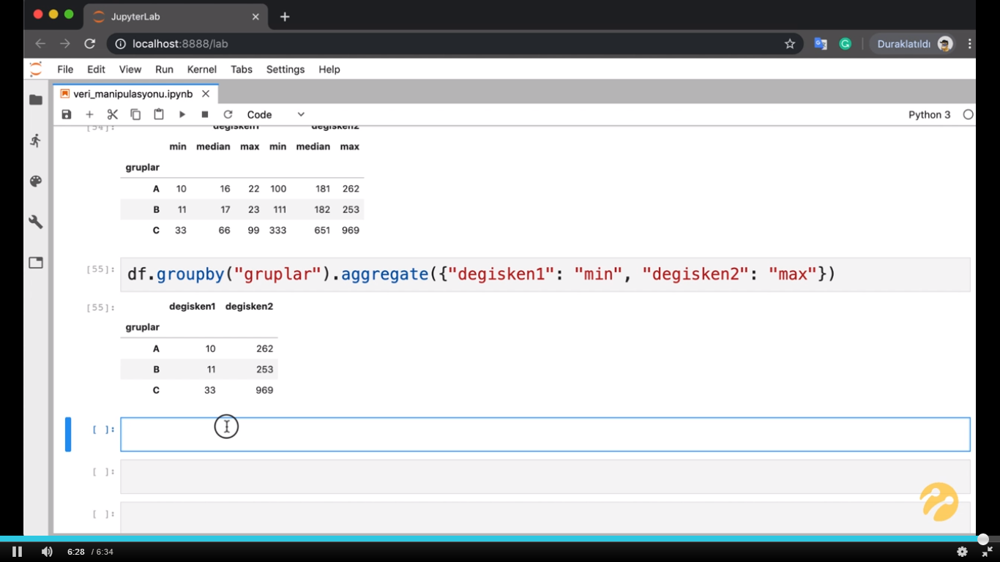 JupyterLab
localhost:8888/lab
Duraklatıldı
File Edit View Run Kernel Tabs Settings Help
veri_manipulasyonu.ipynb
Code
Python 3
[54]: degisken1 degisken2
min median max min median max
gruplar
A 10 16 22 100 181 262
B 11 17 23 111 182 253
C 33 66 99 333 651 969
[55]: df.groupby("gruplar").aggregate({"degisken1": "min", "degisken2": "max"})
[55]: degisken1 degisken2
gruplar
A 10 262
B 11 253
C 33 969
[ ]:
[ ]:
[ ]:
6:28 / 6:34